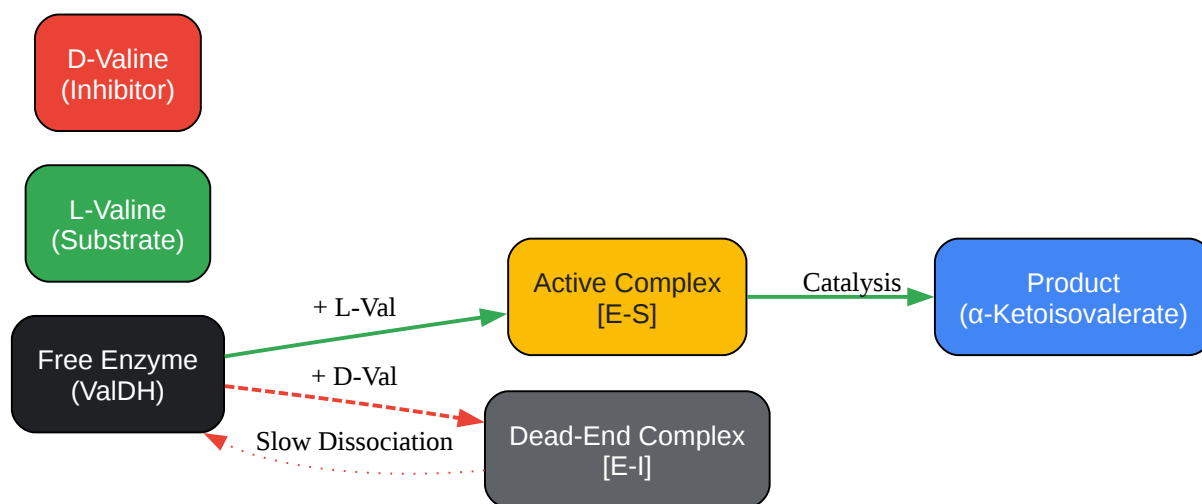 D-Valine
(Inhibitor)
L-Valine
(Substrate)
Free Enzyme
(ValDH)
+ L-Val
+ D-Val
Slow Dissociation
Active Complex
[E-S]
Dead-End Complex
[E-I]
Catalysis
Product
(α-Ketoisovalerate)